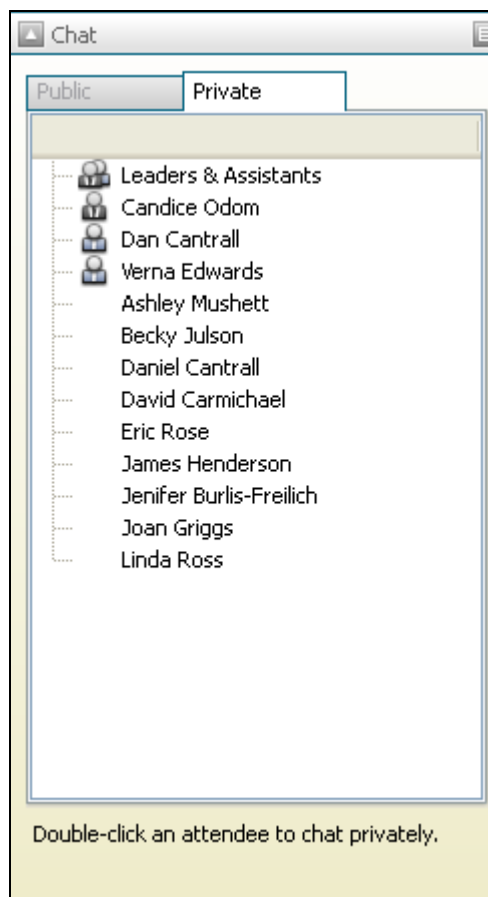 Chat
Public
Private
Leaders & Assistants
Candice Odom
Dan Cantrall
Verna Edwards
Ashley Mushett
Becky Julson
Daniel Cantrall
David Carmichael
Eric Rose
James Henderson
Jenifer Burlis-Freilich
Joan Griggs
Linda Ross
Double-click an attendee to chat privately.